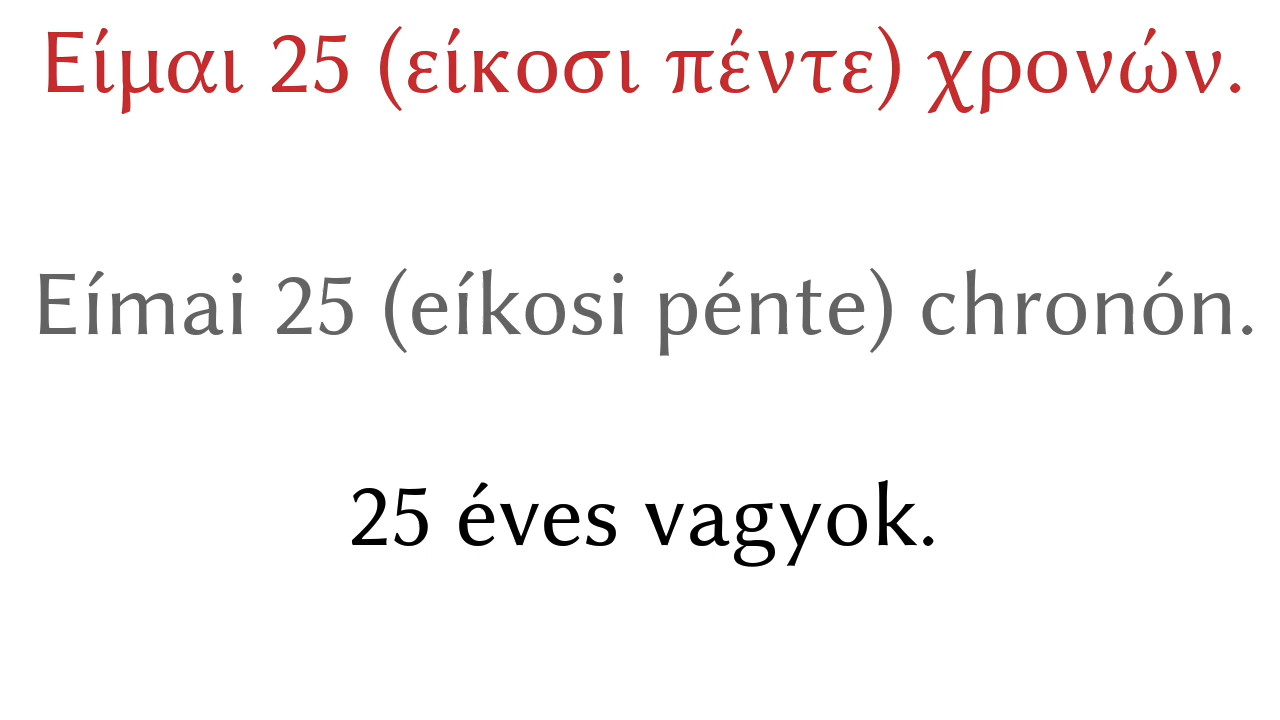 Είμαι 25 (είκοσι πέντε) χρονών.
Eímai 25 (eíkosi pénte) chronón.
25 éves vagyok.